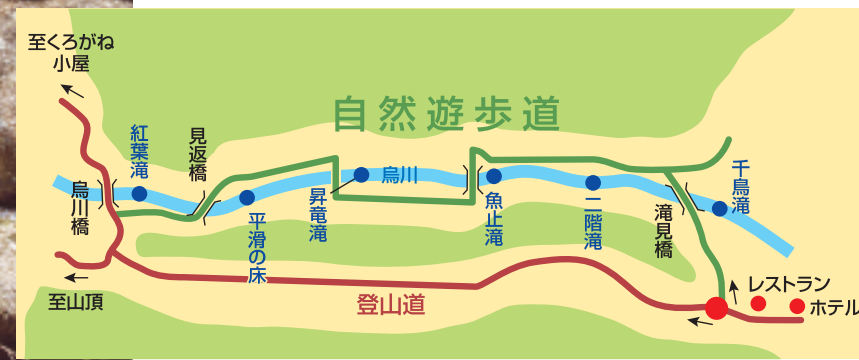 至くろがね
小屋
自然遊歩道
紅葉滝
見返橋
烏川橋
平滑の床
昇竜滝
烏川
魚止滝
二階滝
滝見橋
千鳥滝
登山道
至山頂
レストラン
ホテル